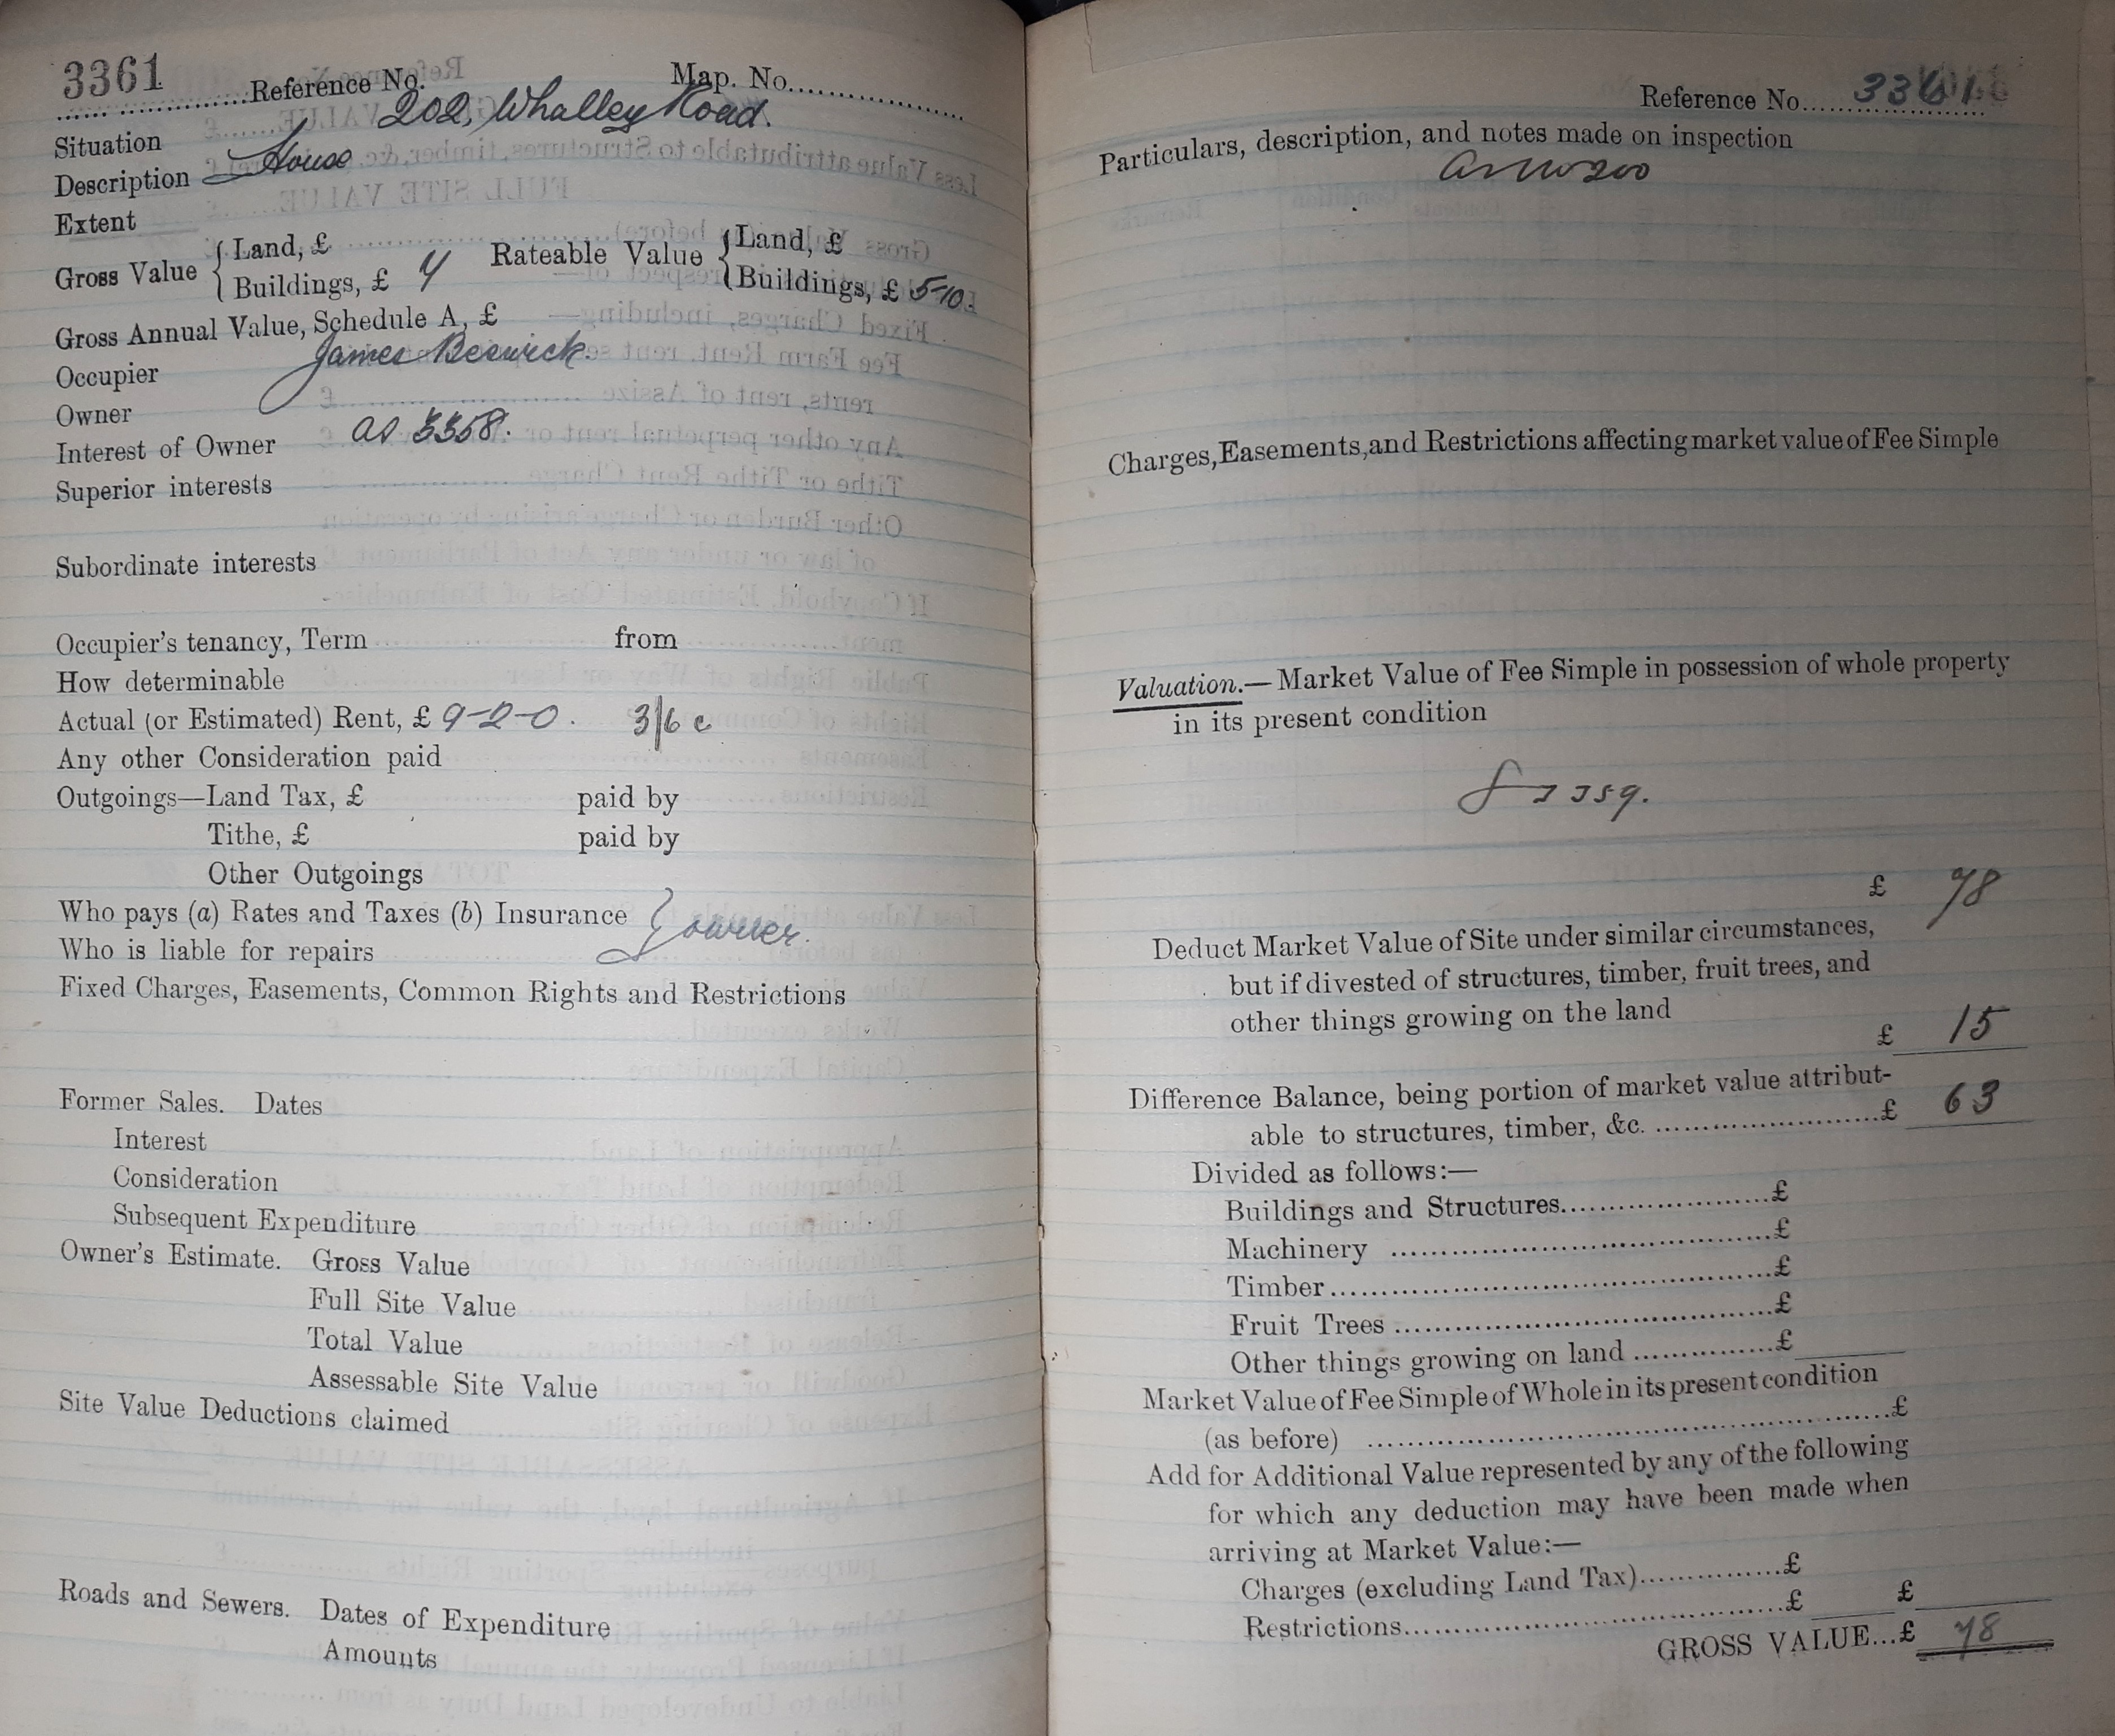 3361
Reference No. Map. No.
Situation 202, Whalley Road.
Description House
Extent
Gross Value { Land, £
Buildings, £ 7
Rateable Value { Land, £
Buildings, £ 5-10.
Gross Annual Value, Schedule A, £
Occupier James Beswick.
Owner
Interest of Owner as 3358.
Superior interests
Subordinate interests
Occupier's tenancy, Term from
How determinable
Actual (or Estimated) Rent, £ 9-2-0. 3/6 c
Any other Consideration paid
Outgoings—Land Tax, £ paid by
Tithe, £ paid by
Other Outgoings
Who pays (a) Rates and Taxes (b) Insurance } owner.
Who is liable for repairs
Fixed Charges, Easements, Common Rights and Restrictions
Former Sales. Dates
Interest
Consideration
Subsequent Expenditure
Owner's Estimate. Gross Value
Full Site Value
Total Value
Assessable Site Value
Site Value Deductions claimed
Roads and Sewers. Dates of Expenditure
Amounts
Reference No. 3361
Particulars, description, and notes made on inspection
as No 200
Charges, Easements, and Restrictions affecting market value of Fee Simple
Valuation.—Market Value of Fee Simple in possession of whole property
in its present condition
£ 78
Deduct Market Value of Site under similar circumstances,
but if divested of structures, timber, fruit trees, and
other things growing on the land
£ 15
Difference Balance, being portion of market value attribut-
able to structures, timber, &c. £ 63
Divided as follows:—
Buildings and Structures £
Machinery £
Timber £
Fruit Trees £
Other things growing on land £
Market Value of Fee Simple of Whole in its present condition
(as before) £
Add for Additional Value represented by any of the following
for which any deduction may have been made when
arriving at Market Value:—
Charges (excluding Land Tax) £
Restrictions £ £
GROSS VALUE...£ 78